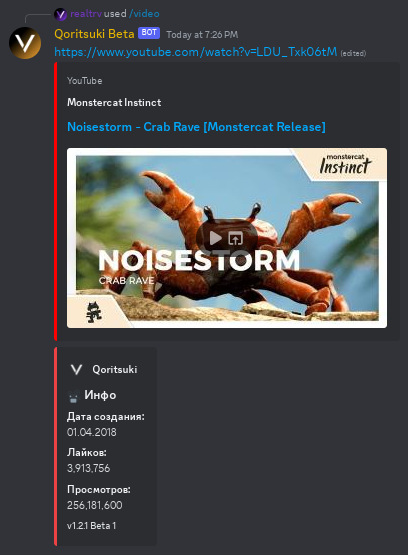 realtrv used /video
Qoritsuki Beta BOT Today at 7:26 PM
https://www.youtube.com/watch?v=LDU_Txk06tM (edited)
YouTube
Monstercat Instinct
Noisestorm - Crab Rave [Monstercat Release]
monstercat
Instinct
NOISESTORM
CRAB RAVE
Qoritsuki
Инфо
Дата создания:
01.04.2018
Лайков:
3,913,756
Просмотров:
256,181,600
v1.2.1 Beta 1